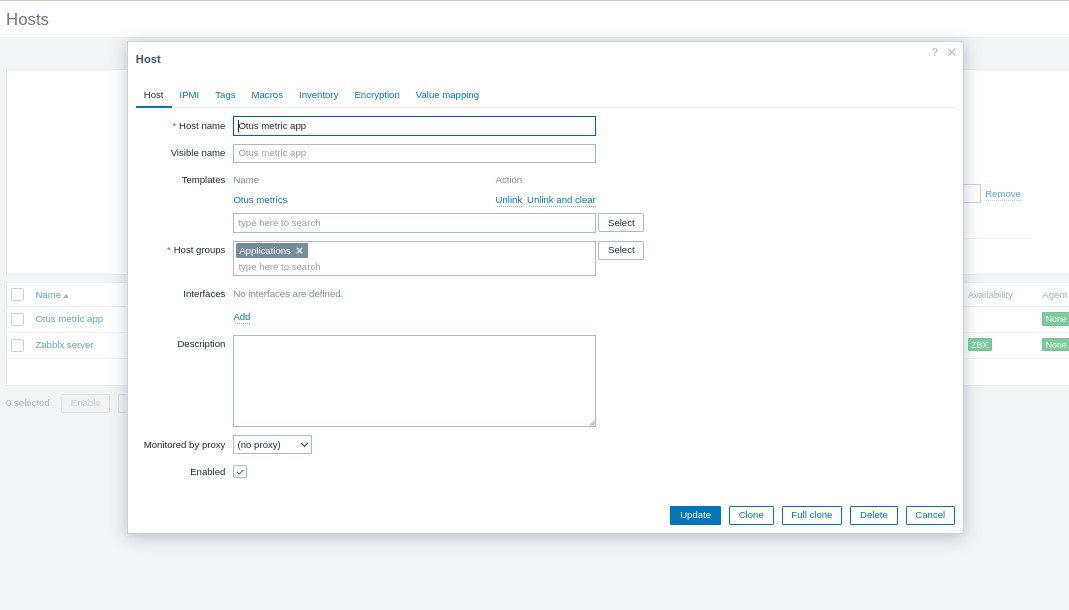 Hosts
Host
?
Host IPMI Tags Macros Inventory Encryption Value mapping
* Host name Otus metric app
Visible name Otus metric app
Templates Name Action
Otus metrics Unlink Unlink and clear
Remove
type here to search Select
* Host groups Applications Select
type here to search
Interfaces No interfaces are defined.
Name Availability Agent
Add
Otus metric app None
Description
Zabbix server ZBX None
0 selected Enable
Monitored by proxy (no proxy)
Enabled
Update Clone Full clone Delete Cancel